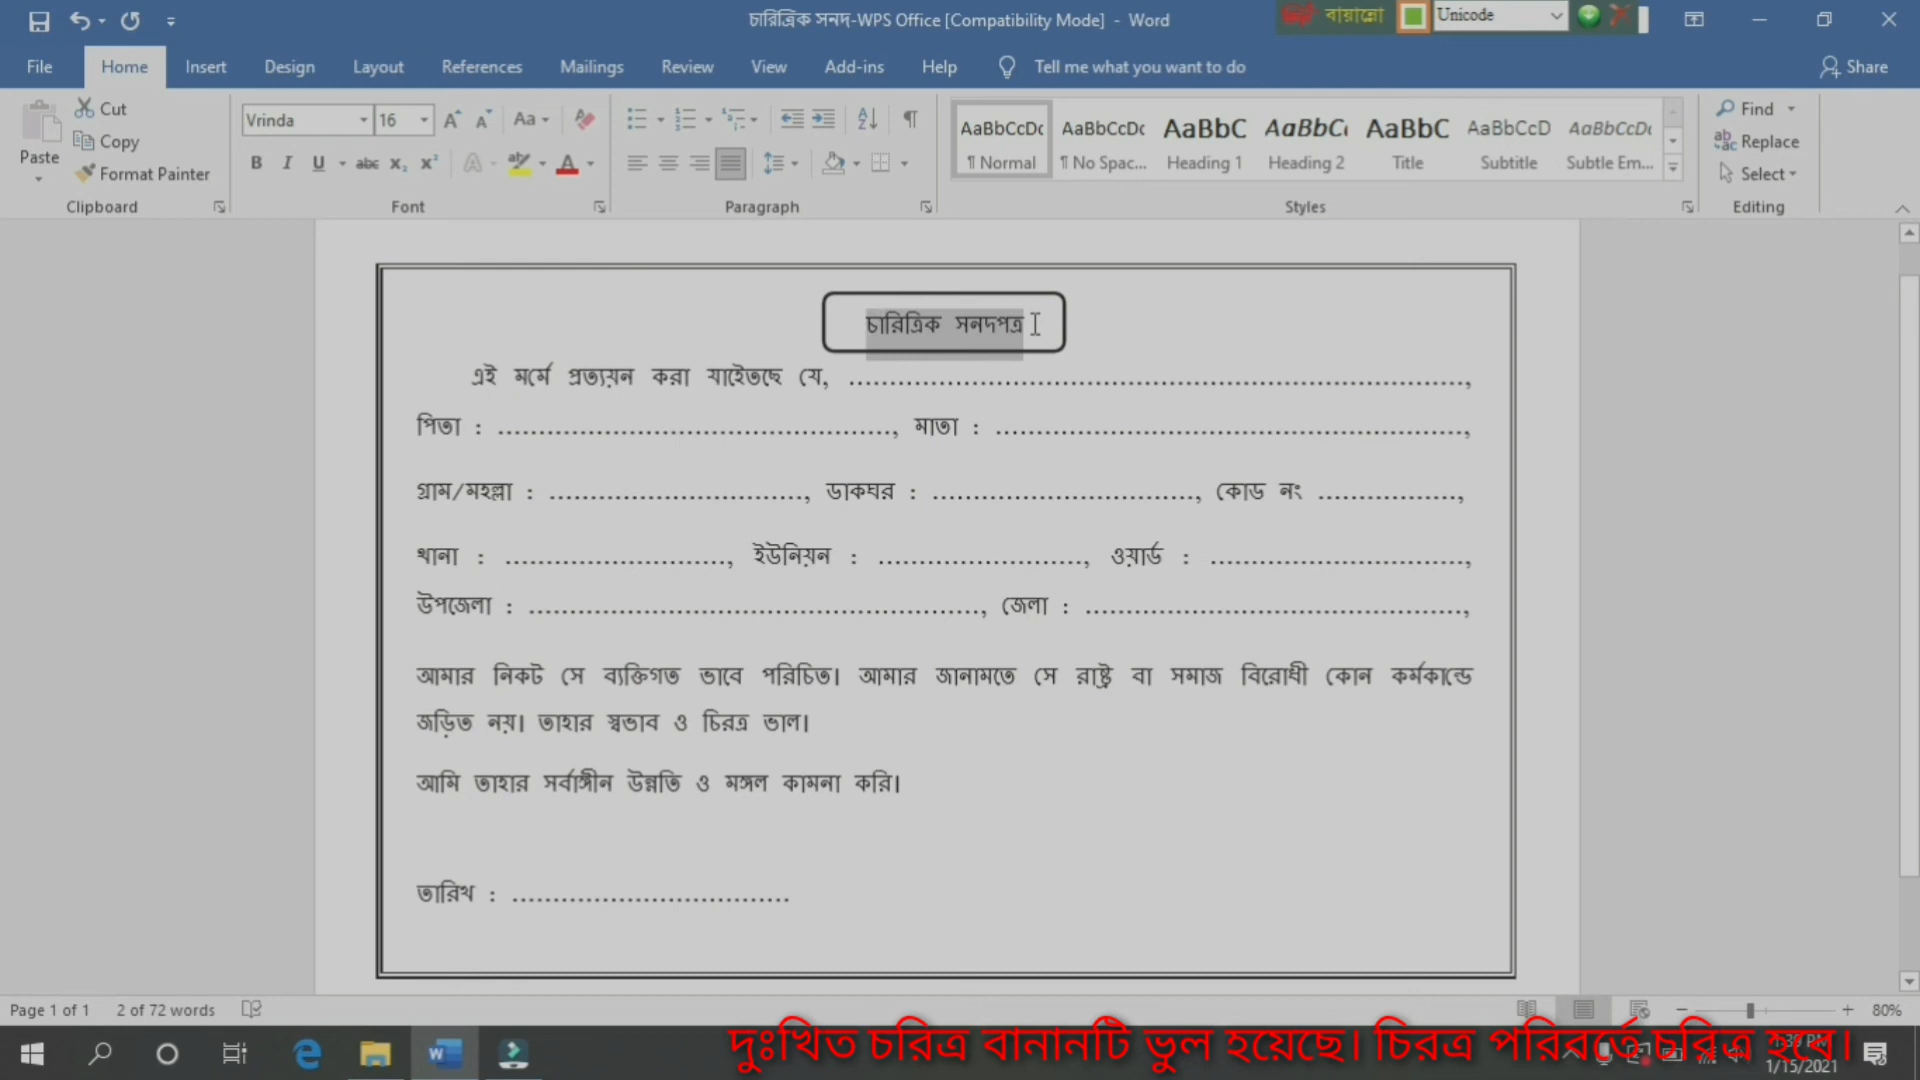 চারিত্রিক সনদ-WPS Office [Compatibility Mode] - Word
বায়ান্নো
Unicode
File Home Insert Design Layout References Mailings Review View Add-ins Help Tell me what you want to do Share
Paste
Cut
Copy
Format Painter
Clipboard
Vrinda 16
Font
Paragraph
AaBbCcDc AaBbCcDc AaBbC AaBbCc AaBbC AaBbCcD AaBbCcDc
¶ Normal ¶ No Spac... Heading 1 Heading 2 Title Subtitle Subtle Em...
Styles
Find
Replace
Select
Editing
চারিত্রিক সনদপত্র
এই মর্মে প্রত্যয়ন করা যাইেতছে যে, ............................................................................,
পিতা : ................................................, মাতা : .........................................................,
গ্রাম/মহল্লা : ..............................., ডাকঘর : ................................, কোড নং .................,
থানা : ..........................., ইউনিয়ন : ........................., ওয়ার্ড : ...............................,
উপজেলা : ........................................................, জেলা : ..............................................,
আমার নিকট সে ব্যক্তিগত ভাবে পরিচিত। আমার জানামতে সে রাষ্ট্র বা সমাজ বিরোধী কোন কর্মকান্ডে
জড়িত নয়। তাহার স্বভাব ও চিরত্র ভাল।
আমি তাহার সর্বাঙ্গীন উন্নতি ও মঙ্গল কামনা করি।
তারিখ : ..................................
Page 1 of 1 2 of 72 words 80%
দুঃখিত চরিত্র বানানটি ভুল হয়েছে। চিরত্র পরিবর্তে চরিত্র হবে।
1/15/2021